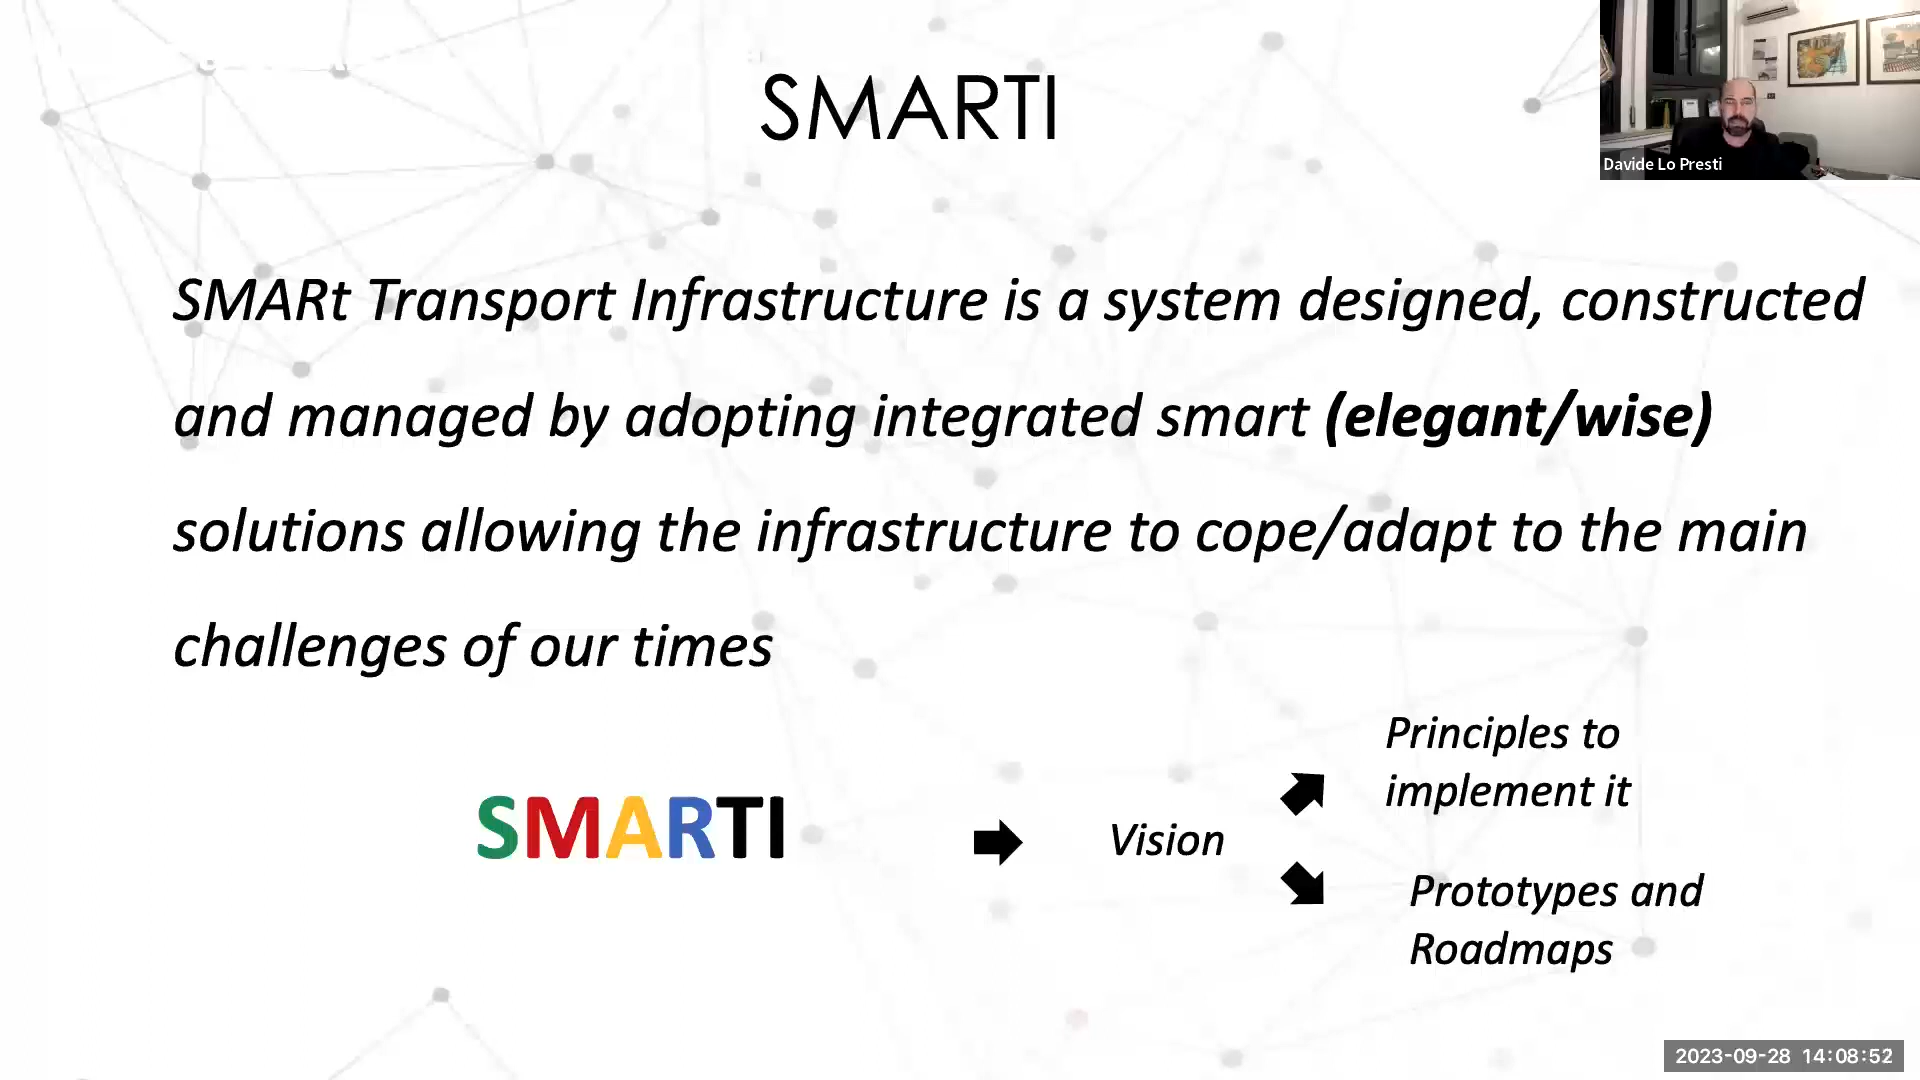 SMARTI
Davide Lo Presti
SMARt Transport Infrastructure is a system designed, constructed
and managed by adopting integrated smart (elegant/wise)
solutions allowing the infrastructure to cope/adapt to the main
challenges of our times
SMARTI
Vision
Principles to
implement it
Prototypes and
Roadmaps
2023-09-28 14:08:52